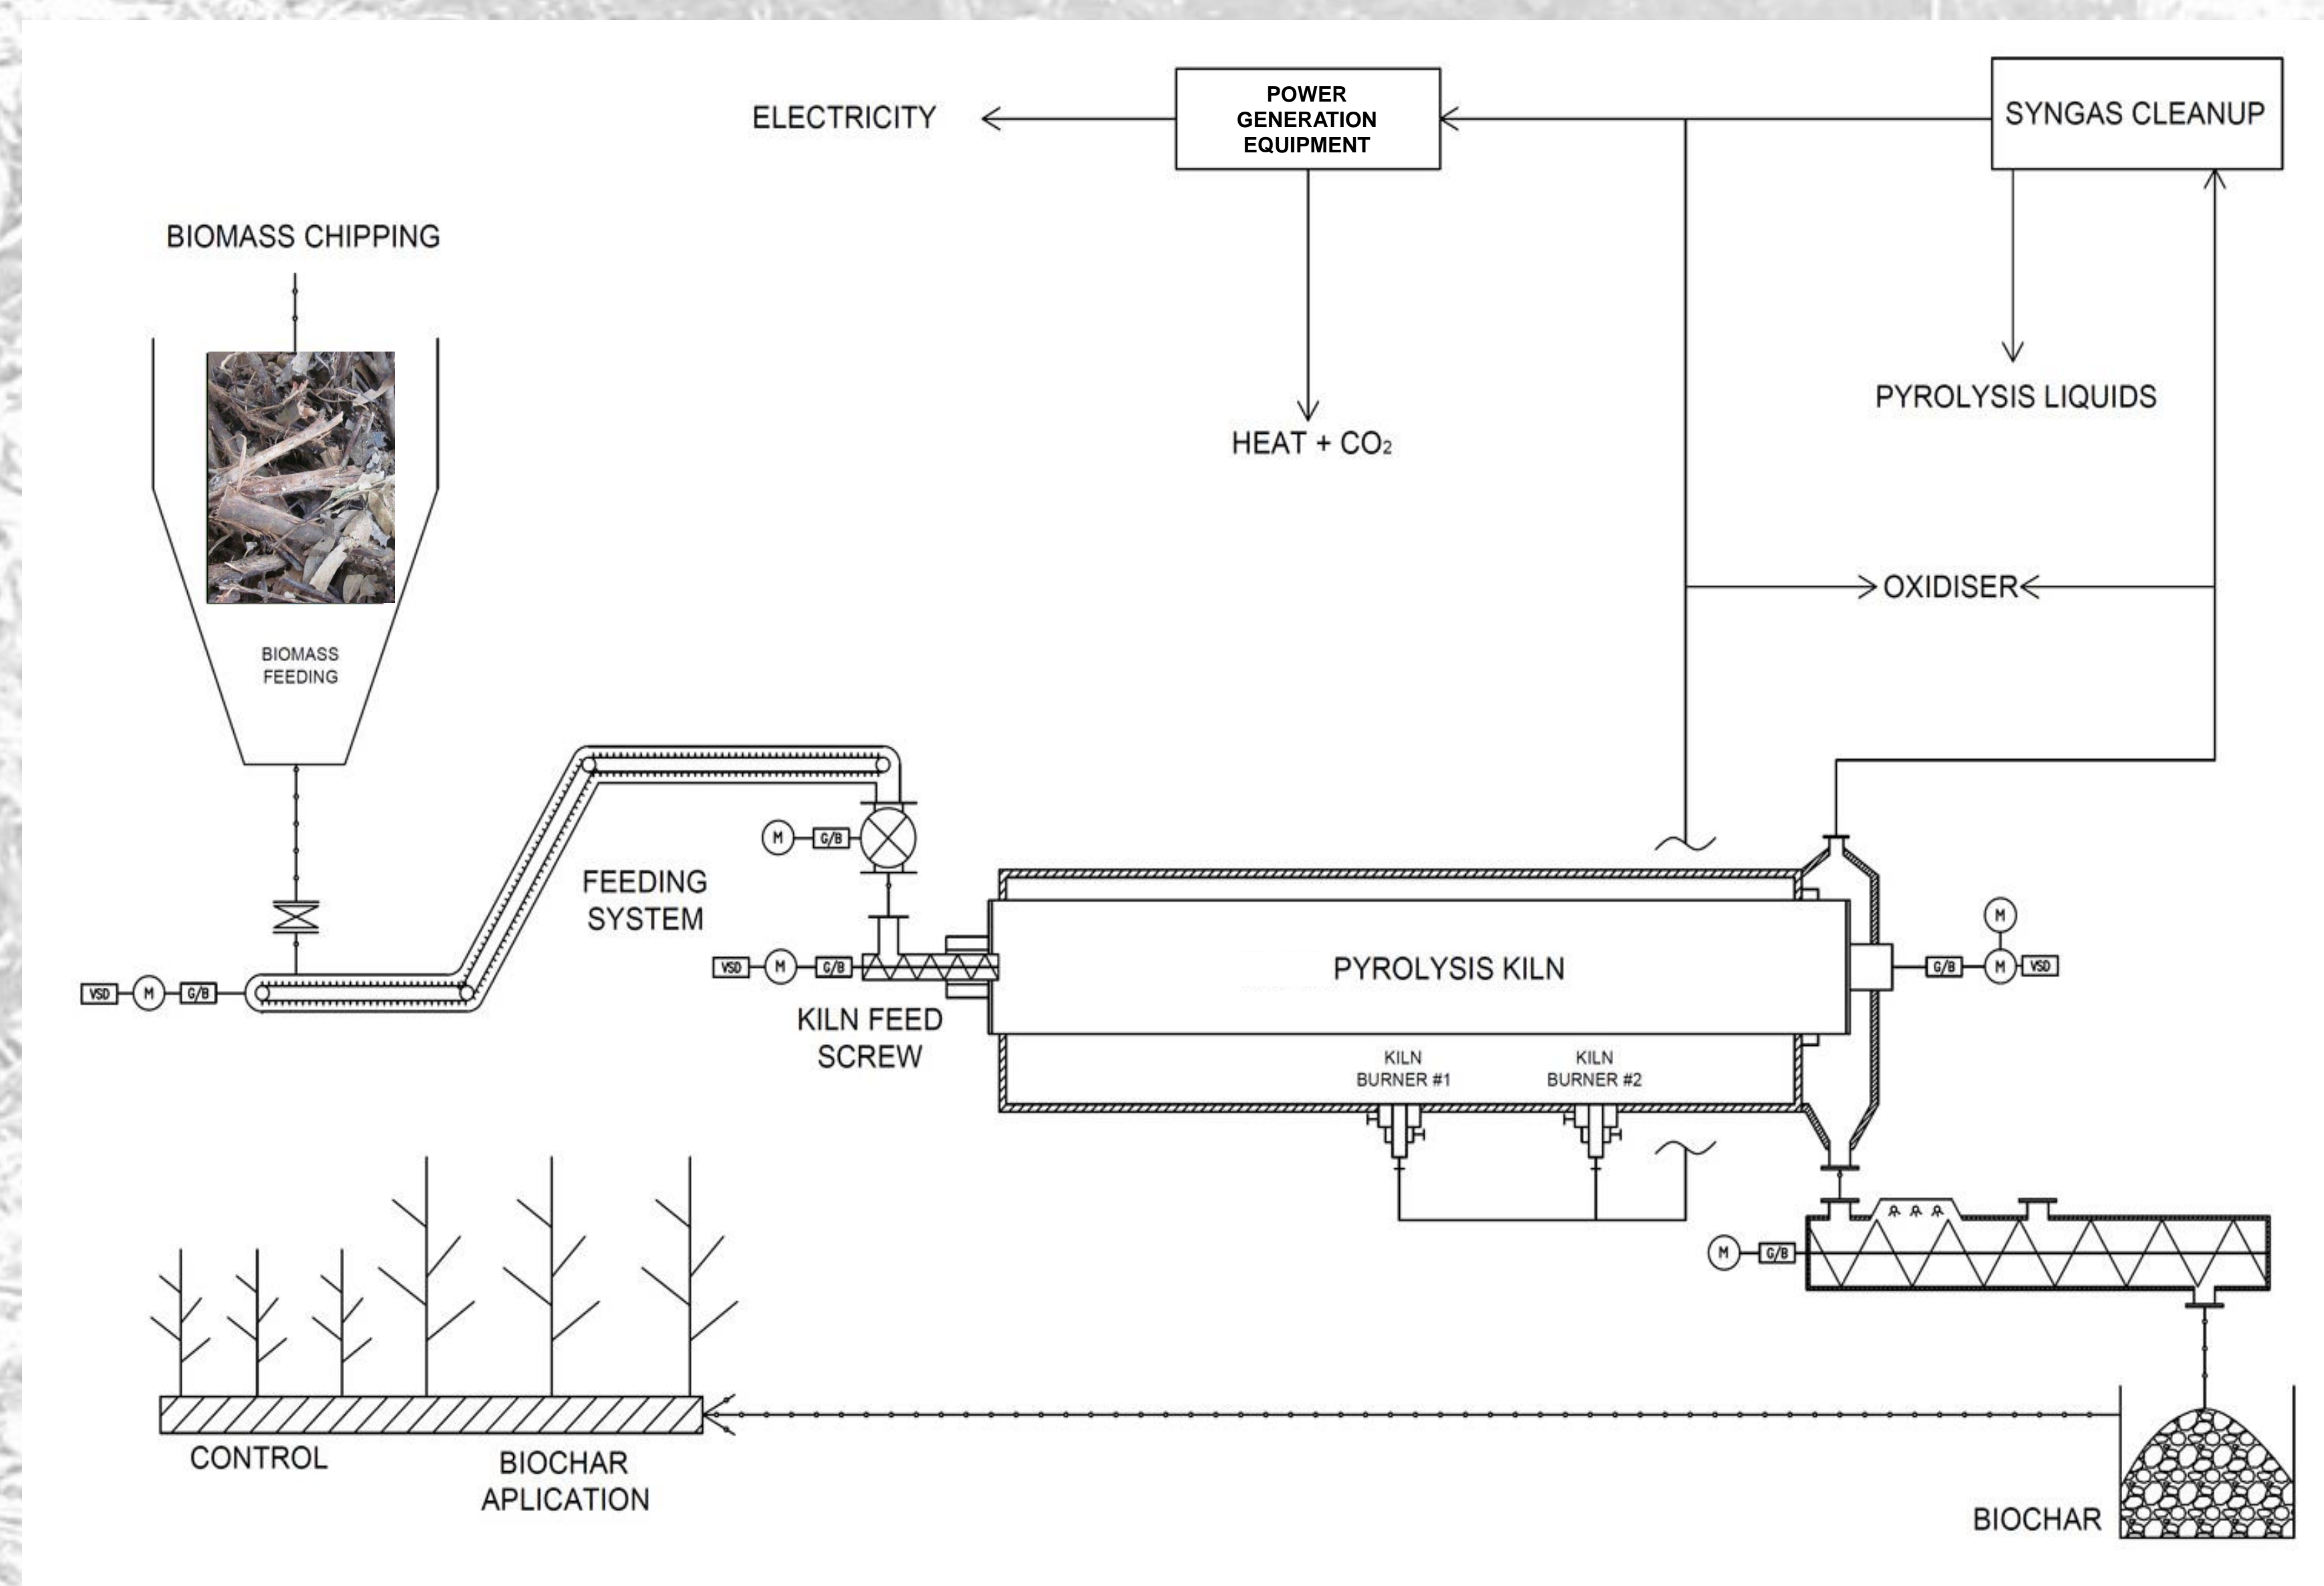 ELECTRICITY
POWER
GENERATION
EQUIPMENT
SYNGAS CLEANUP
BIOMASS CHIPPING
PYROLYSIS LIQUIDS
HEAT + CO2
OXIDISER
BIOMASS
FEEDING
M
G/B
FEEDING
SYSTEM
VSD
M
G/B
VSD
M
G/B
KILN FEED
SCREW
PYROLYSIS KILN
M
G/B
M
VSD
KILN
BURNER #1
KILN
BURNER #2
M
G/B
CONTROL
BIOCHAR
APLICATION
BIOCHAR